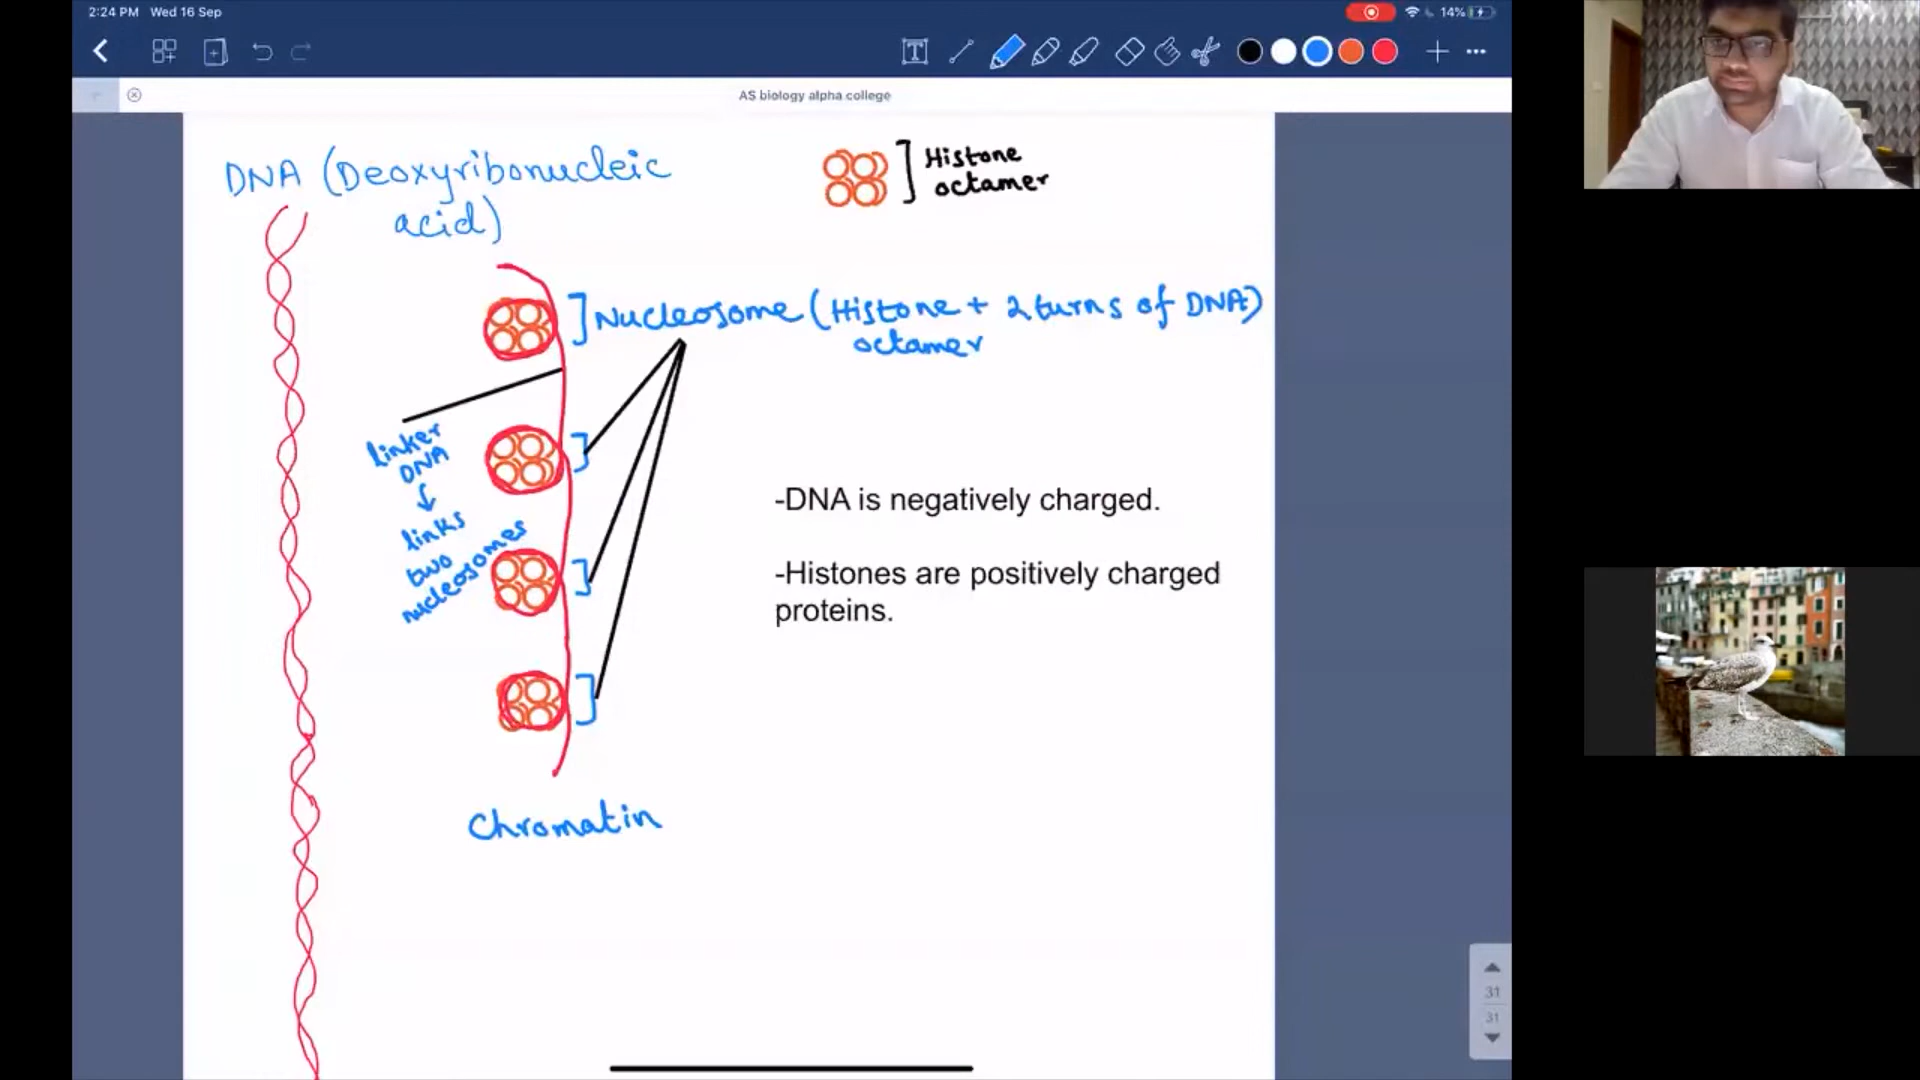 2:24 PM Wed 16 Sep
14%
AS biology alpha college
DNA (Deoxyribonucleic
acid)
Histone
octamer
Nucleosome (Histone + 2 turns of DNA)
octamer
linker
DNA
links
two
nucleosomes
-DNA is negatively charged.
-Histones are positively charged
proteins.
Chromatin
31
31